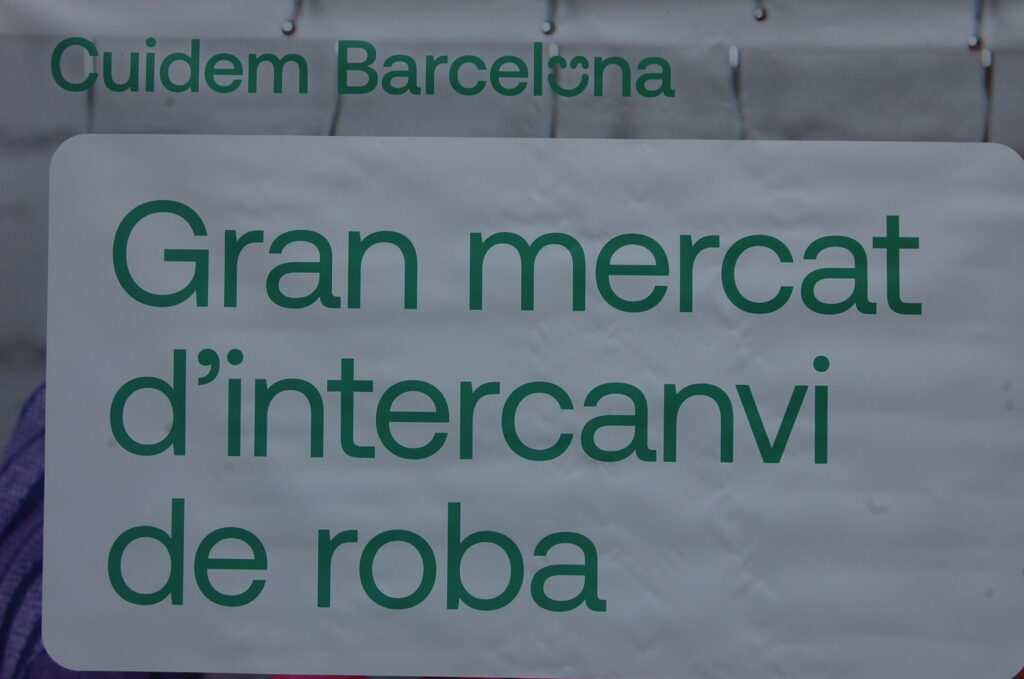 Cuidem Barcelona
Gran mercat
d’intercanvi
de roba